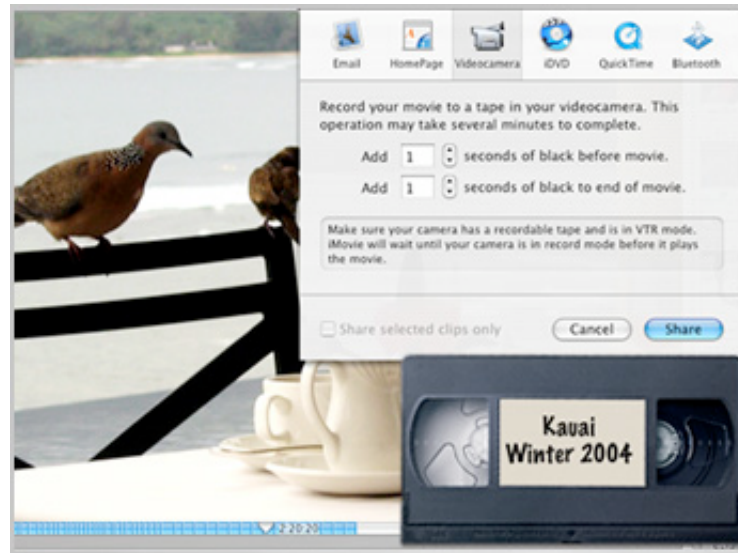 Email HomePage Videocamera iDVD QuickTime Bluetooth
Record your movie to a tape in your videocamera. This
operation may take several minutes to complete.
Add 1 seconds of black before movie.
Add 1 seconds of black to end of movie.
Make sure your camera has a recordable tape and is in VTR mode.
iMovie will wait until your camera is in record mode before it plays
the movie.
Share selected clips only Cancel Share
Kauai
Winter 2004
2:20:20